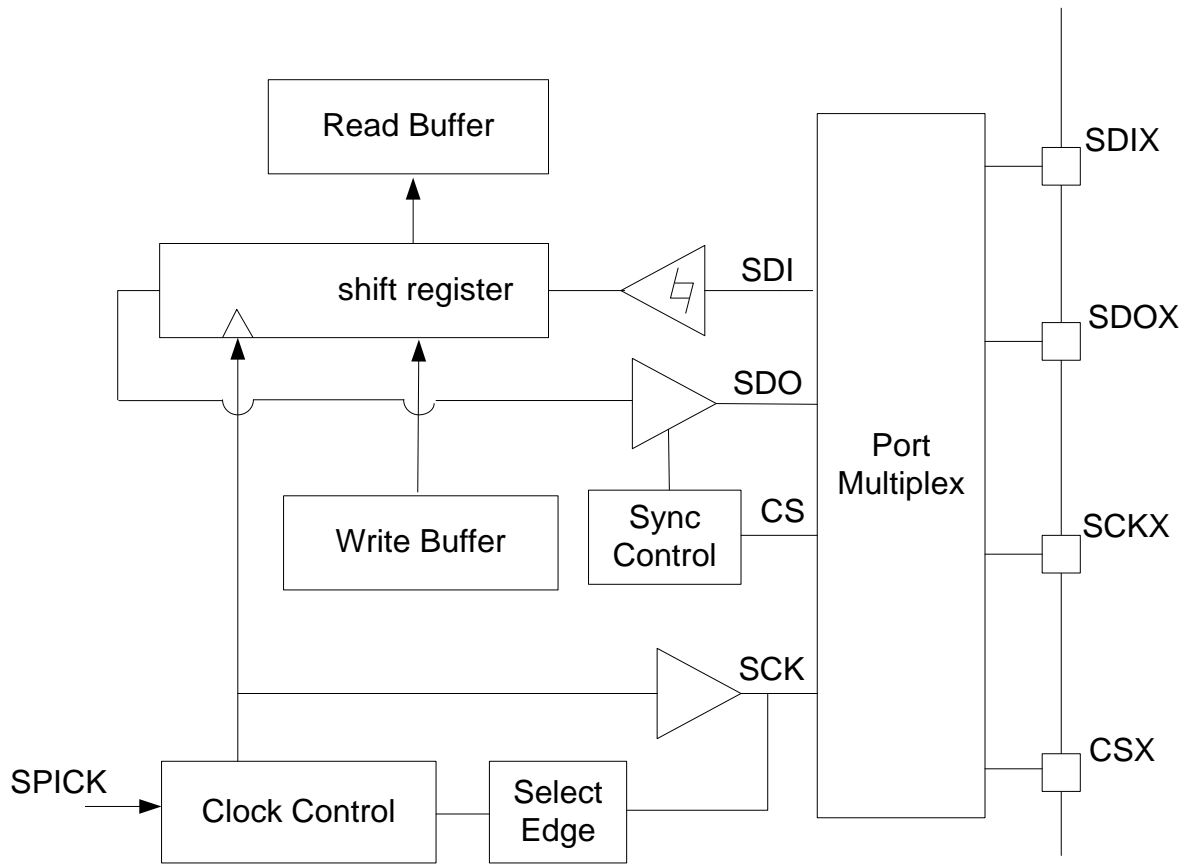 Read Buffer
SDIX
shift register
SDI
SDOX
SDO
Port
Multiplex
Write Buffer
Sync
Control
CS
SCKX
SCK
CSX
SPICK
Clock Control
Select
Edge